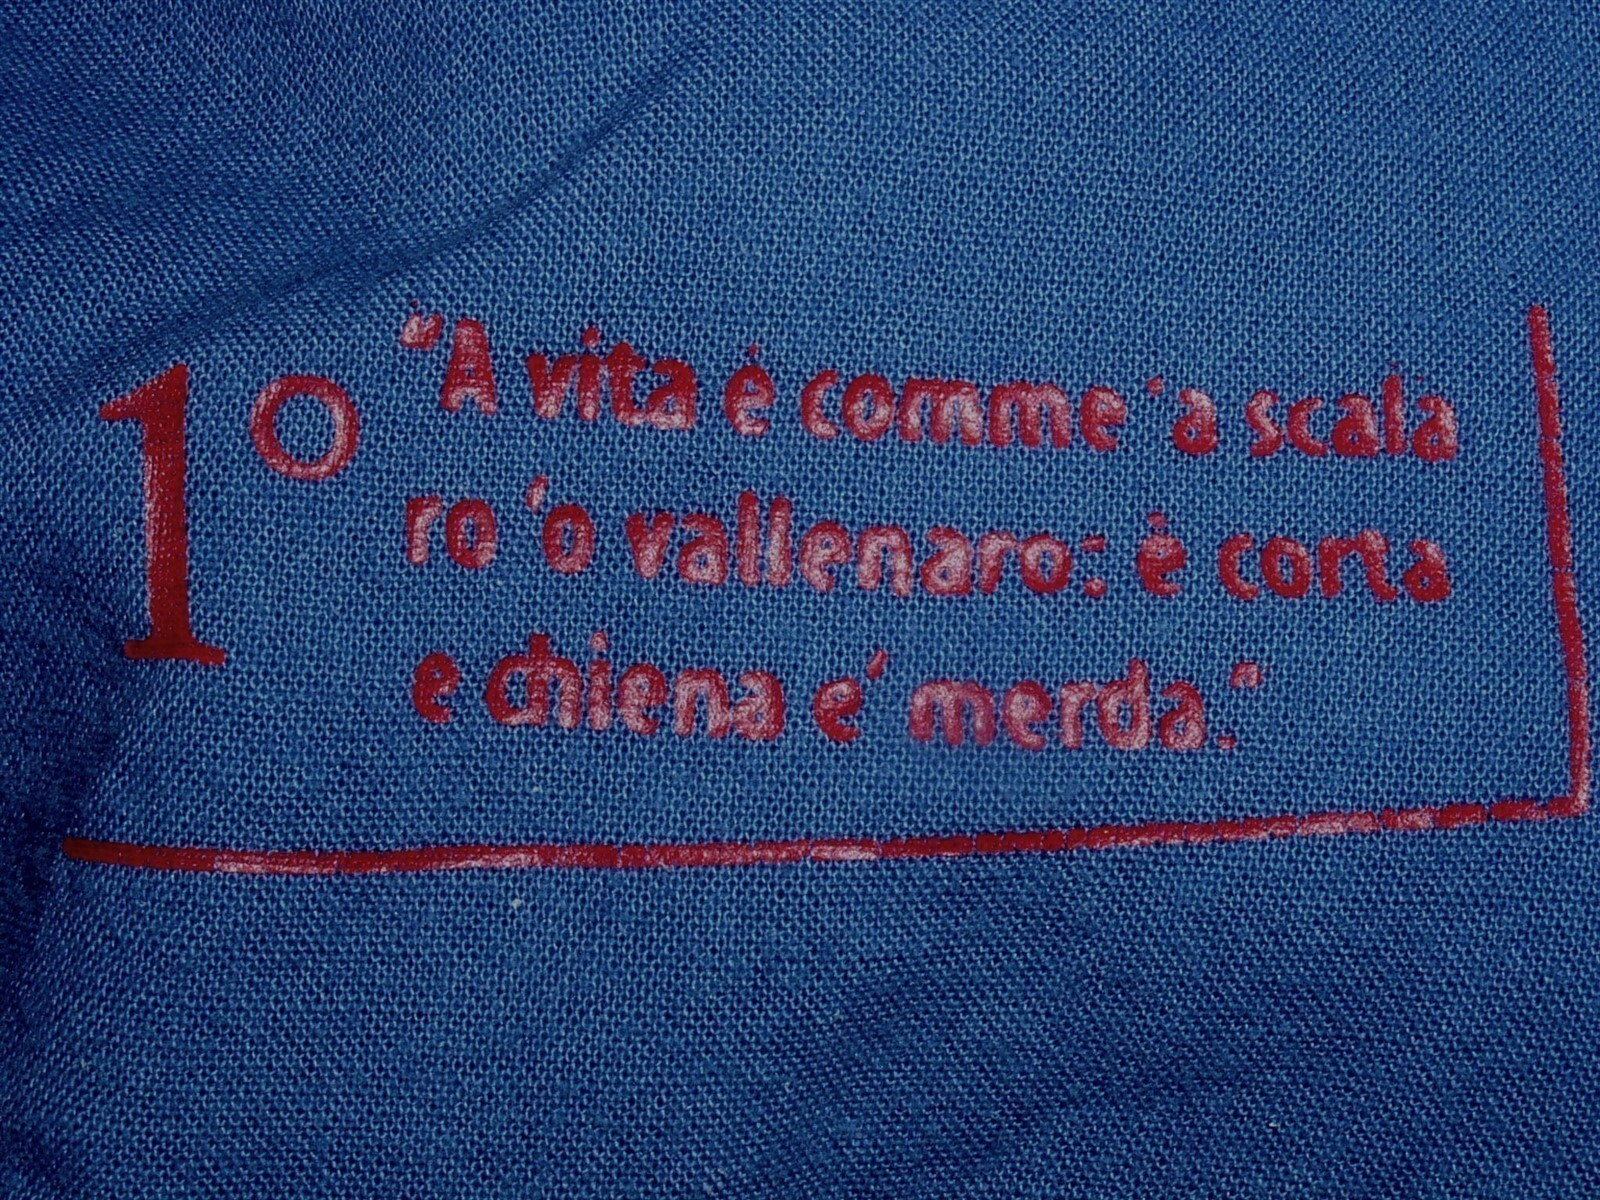 1°
"A vita è comme 'a scala
ro 'o vallenaro: è corta
e chiena e' merda."